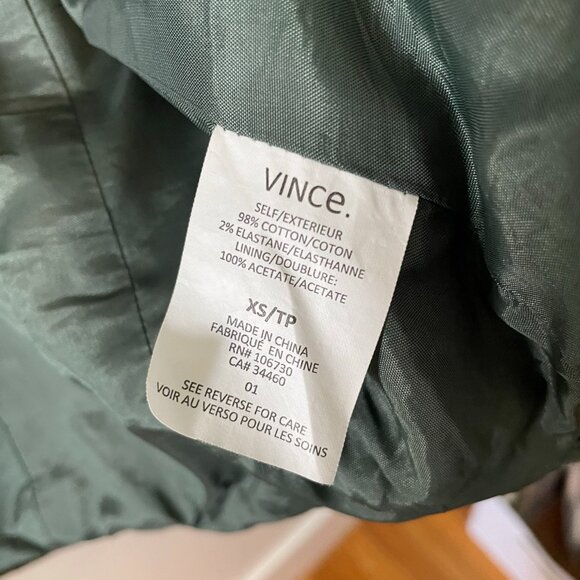 VINCe.
SELF/EXTERIEUR
98% COTTON/COTON
2% ELASTANE/ELASTHANNE
LINING/DOUBLURE:
100% ACETATE/ACETATE
XS/TP
MADE IN CHINA
FABRIQUÉ EN CHINE
RN# 106730
CA# 34460
01
SEE REVERSE FOR CARE
VOIR AU VERSO POUR LES SOINS